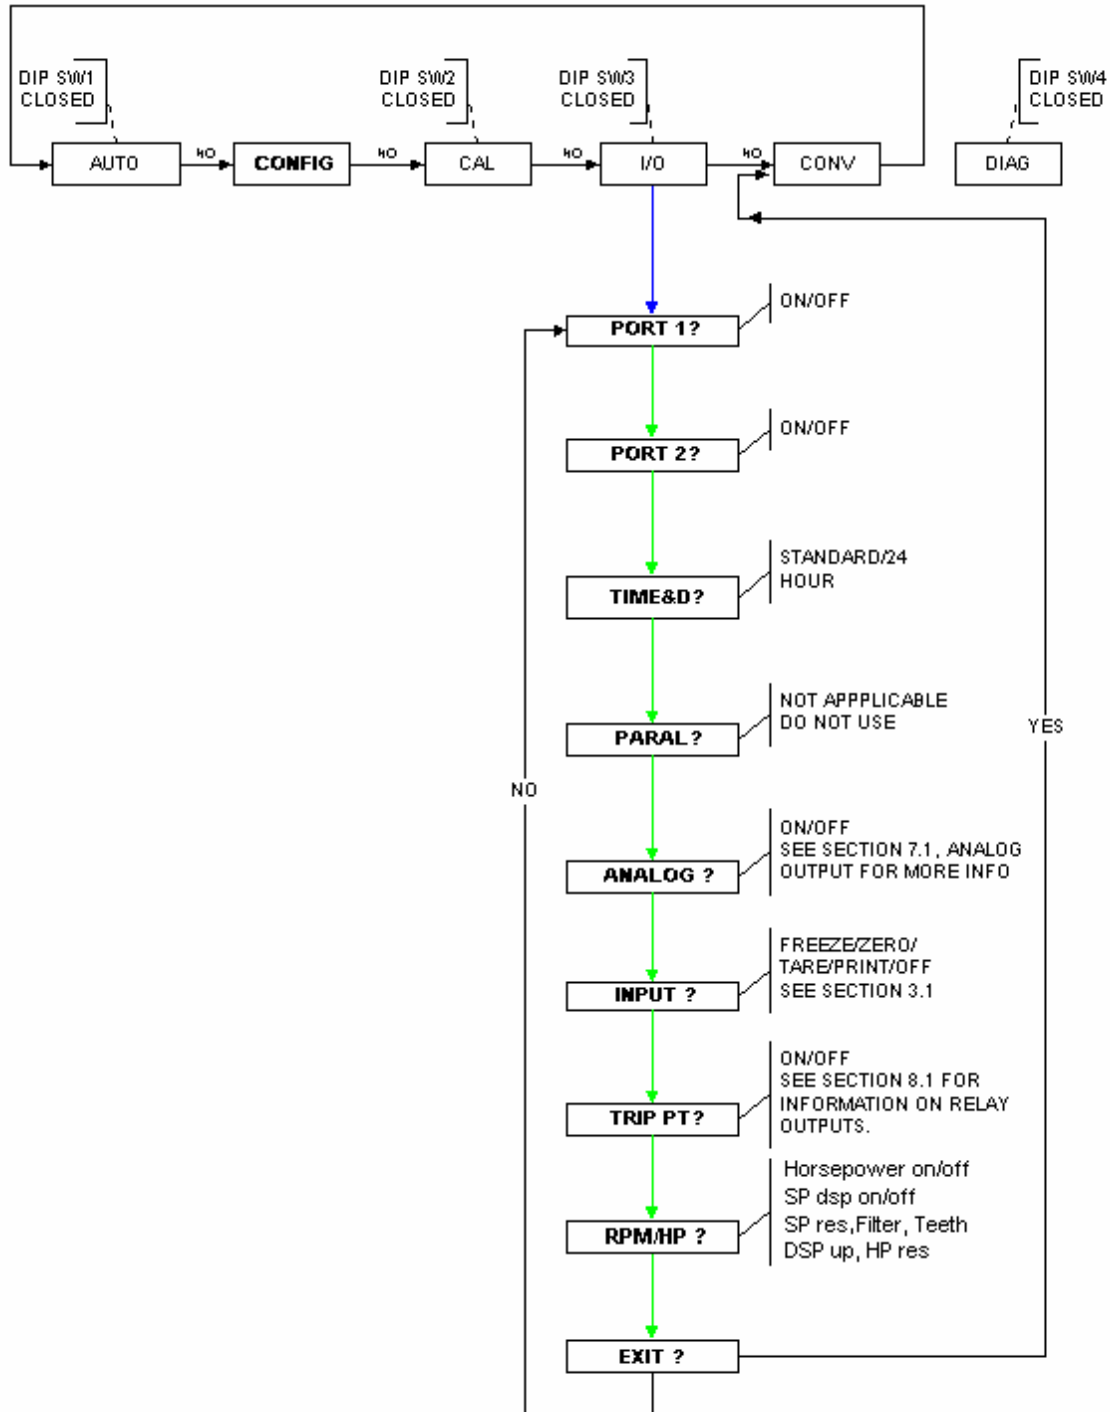 DIP SW1
CLOSED
DIP SW2
CLOSED
DIP SW3
CLOSED
DIP SW4
CLOSED
AUTO
NO
CONFIG
NO
CAL
NO
I/O
NO
CONV
DIAG
PORT 1?
ON/OFF
PORT 2?
ON/OFF
TIME&D?
STANDARD/24
HOUR
PARAL?
NOT APPPLICABLE
DO NOT USE
YES
NO
ANALOG ?
ON/OFF
SEE SECTION 7.1, ANALOG
OUTPUT FOR MORE INFO
INPUT ?
FREEZE/ZERO/
TARE/PRINT/OFF
SEE SECTION 3.1
TRIP PT?
ON/OFF
SEE SECTION 8.1 FOR
INFORMATION ON RELAY
OUTPUTS.
RPM/HP ?
Horsepower on/off
SP dsp on/off
SP res,Filter, Teeth
DSP up, HP res
EXIT ?